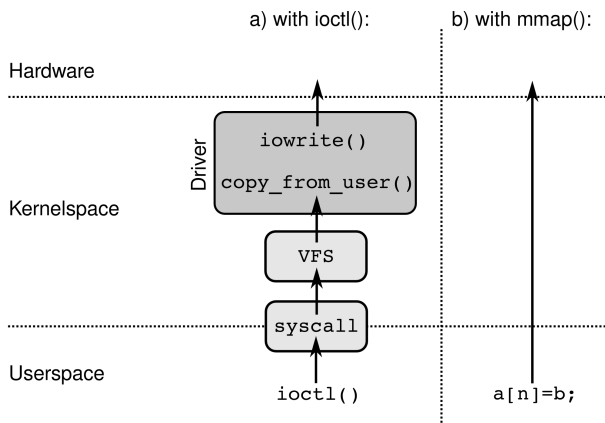 a) with ioctl():
b) with mmap():
Hardware
Driver
iowrite()
copy_from_user()
Kernelspace
VFS
syscall
Userspace
ioctl()
a[n]=b;